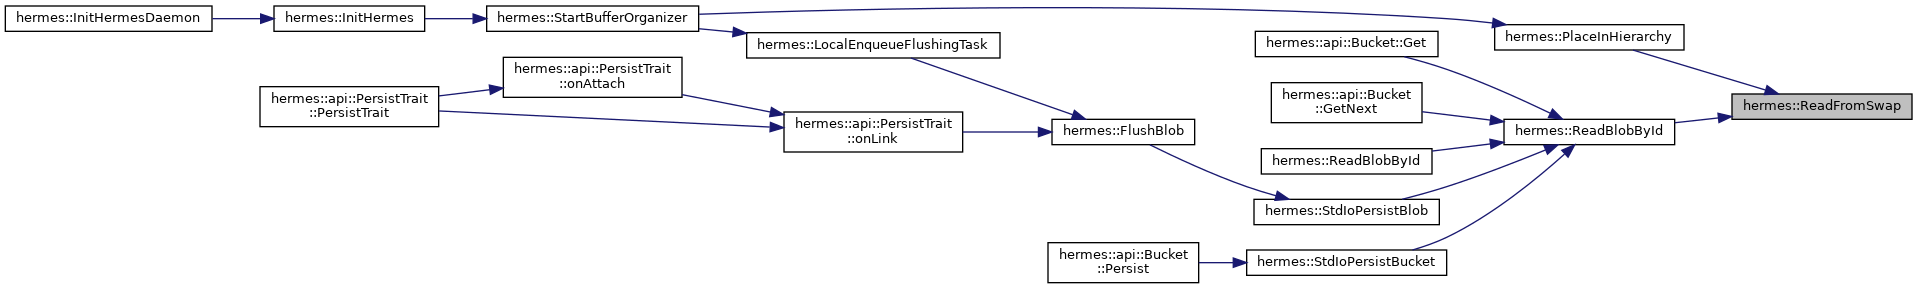 hermes::InitHermesDaemon
hermes::InitHermes
hermes::StartBufferOrganizer
hermes::LocalEnqueueFlushingTask
hermes::api::PersistTrait
::onAttach
hermes::api::PersistTrait
::PersistTrait
hermes::api::PersistTrait
::onLink
hermes::FlushBlob
hermes::api::Bucket
::Persist
hermes::api::Bucket::Get
hermes::api::Bucket
::GetNext
hermes::ReadBlobById
hermes::StdIoPersistBlob
hermes::StdIoPersistBucket
hermes::PlaceInHierarchy
hermes::ReadBlobById
hermes::ReadFromSwap